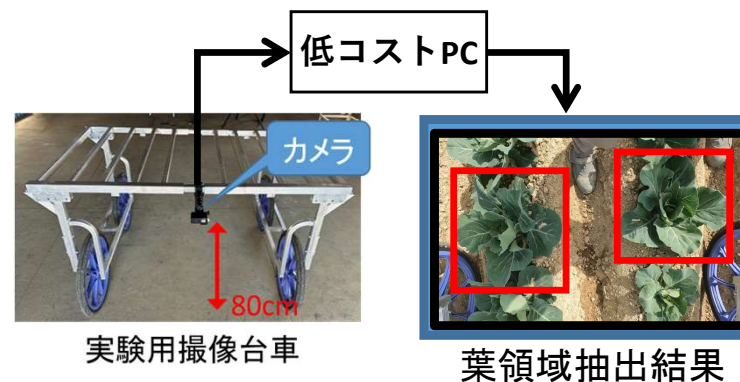 低コストPC
カメラ
80cm
実験用撮像台車
葉領域抽出結果